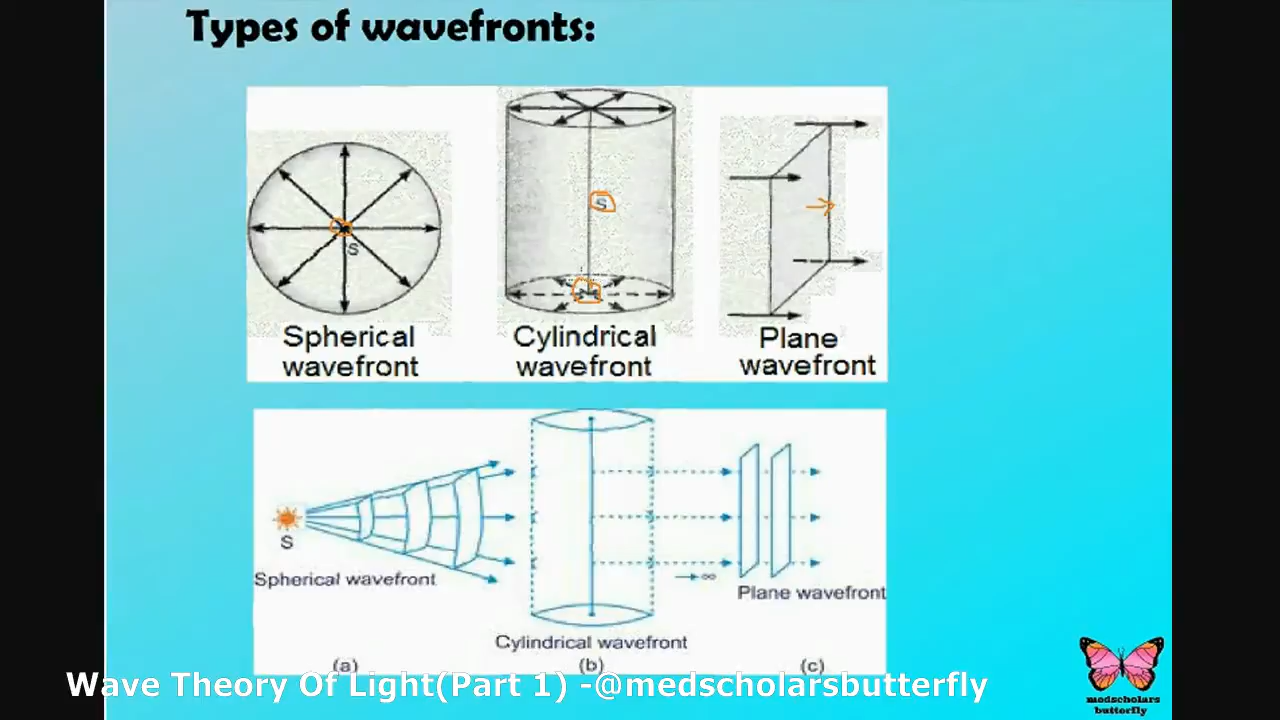 Types of wavefronts:
S
S
Spherical
wavefront
Cylindrical
wavefront
Plane
wavefront
S
Spherical wavefront
→∞
Plane wavefront
Cylindrical wavefront
(a)
(b)
(c)
Wave Theory Of Light(Part 1) -@medscholarsbutterfly
medscholars
butterfly